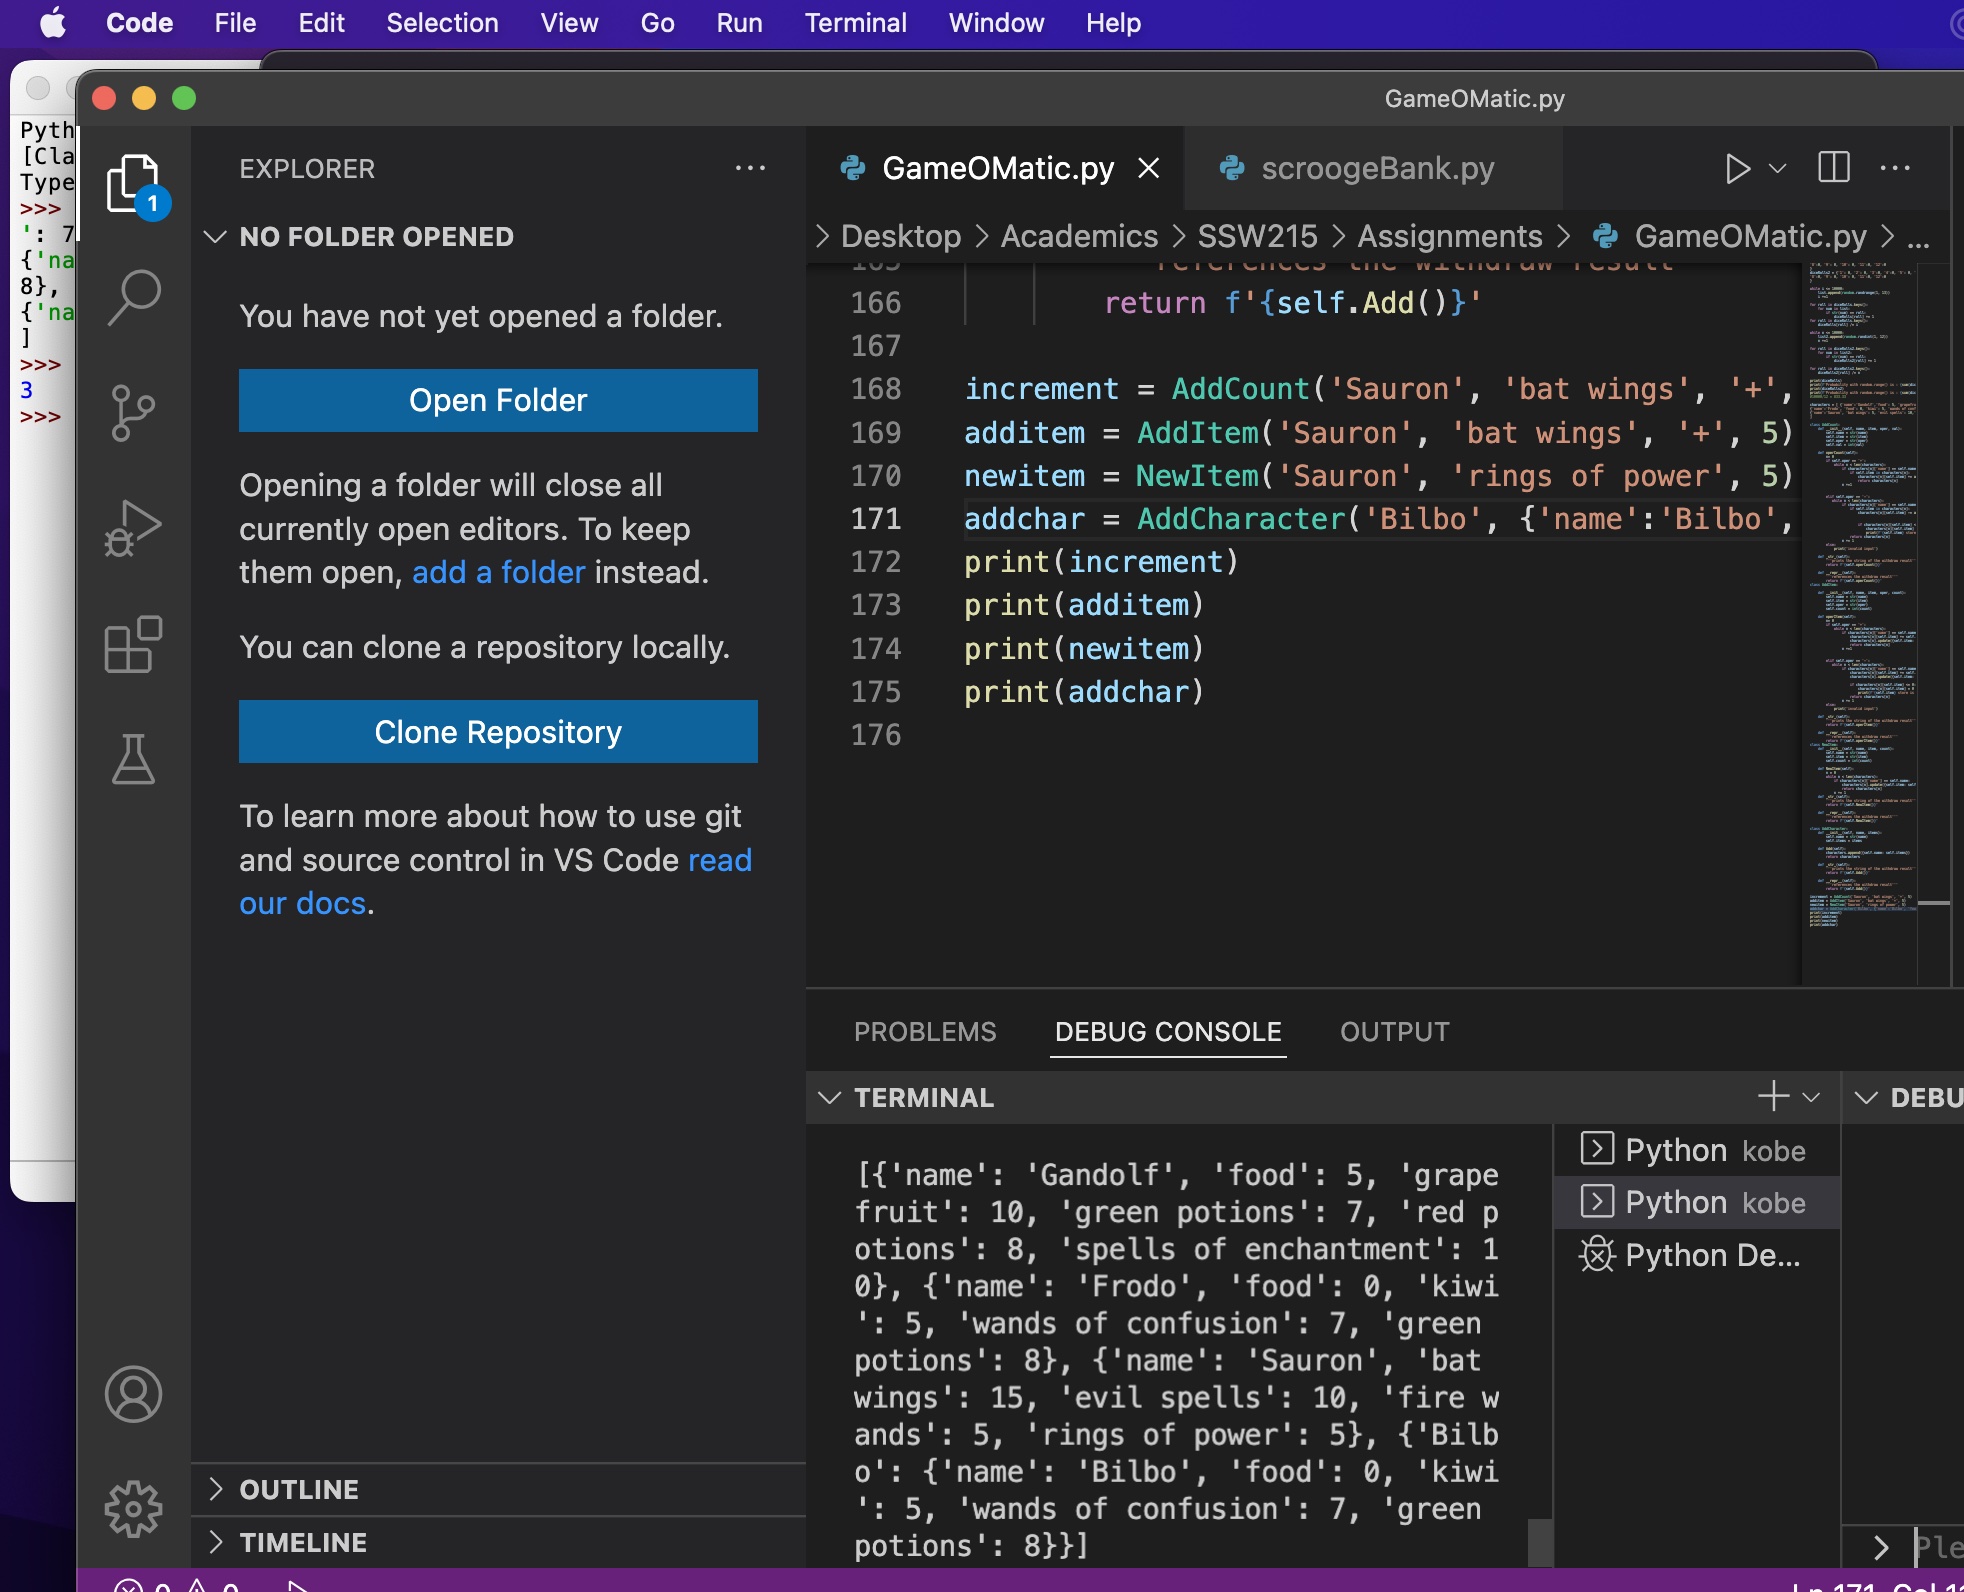 Code File Edit Selection View Go Run Terminal Window Help
GameOMatic.py
Pyth
[Cla
Type
>>>
': 7
{'na
8},
{'na
]
>>>
3
>>>
1
EXPLORER
NO FOLDER OPENED
You have not yet opened a folder.
Open Folder
Opening a folder will close all
currently open editors. To keep
them open, add a folder instead.
You can clone a repository locally.
Clone Repository
To learn more about how to use git
and source control in VS Code read
our docs.
OUTLINE
TIMELINE
GameOMatic.py scroogeBank.py
Desktop > Academics > SSW215 > Assignments > GameOMatic.py > ...
165 references the withdraw result
166 return f'{self.Add()}'
167
168 increment = AddCount('Sauron', 'bat wings', '+',
169 additem = AddItem('Sauron', 'bat wings', '+', 5)
170 newitem = NewItem('Sauron', 'rings of power', 5)
171 addchar = AddCharacter('Bilbo', {'name':'Bilbo',
172 print(increment)
173 print(additem)
174 print(newitem)
175 print(addchar)
176
PROBLEMS DEBUG CONSOLE OUTPUT
TERMINAL
[{'name': 'Gandolf', 'food': 5, 'grape
fruit': 10, 'green potions': 7, 'red p
otions': 8, 'spells of enchantment': 1
0}, {'name': 'Frodo', 'food': 0, 'kiwi
': 5, 'wands of confusion': 7, 'green
potions': 8}, {'name': 'Sauron', 'bat
wings': 15, 'evil spells': 10, 'fire w
ands': 5, 'rings of power': 5}, {'Bilb
o': {'name': 'Bilbo', 'food': 0, 'kiwi
': 5, 'wands of confusion': 7, 'green
potions': 8}}]
Python kobe
Python kobe
Python De...
DEBU
Ple
0 0
Ln 171, Col 11